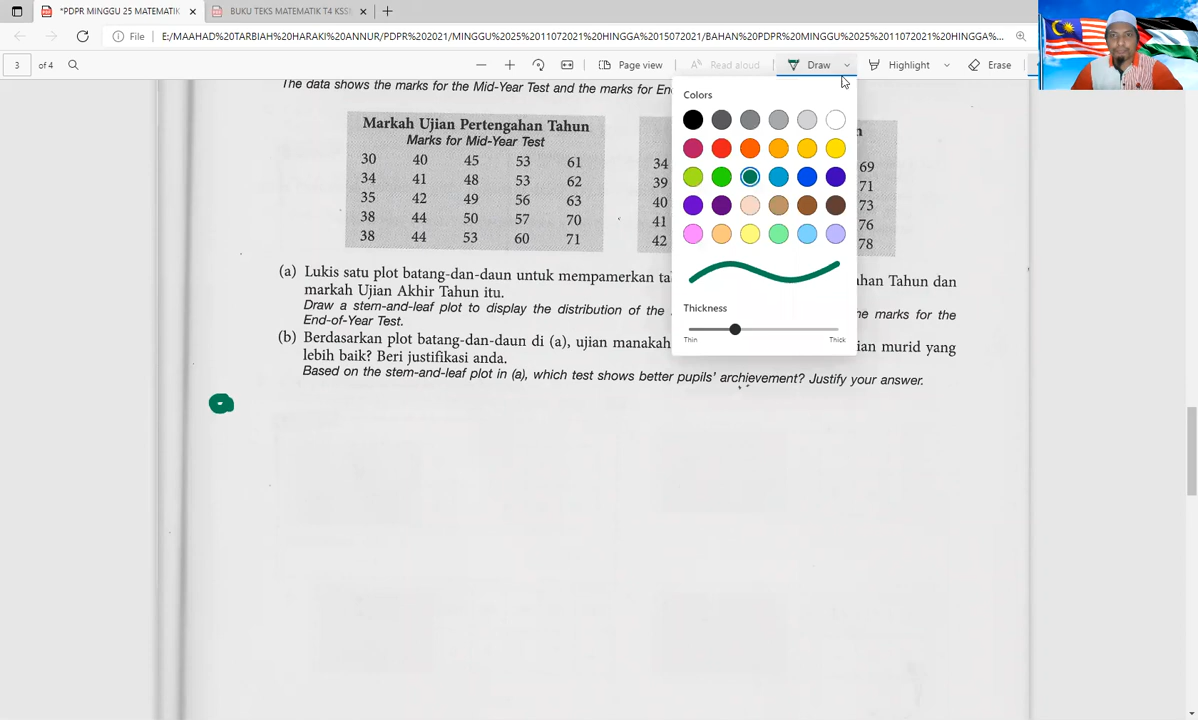 *PDPR MINGGU 25 MATEMATIK
BUKU TEKS MATEMATIK T4 KSS
File
E:/MAAHAD%20TARBIAH%20HARAKI%20ANNUR/PDPR%202021/MINGGU%2025%2011072021%20HINGGA%2015072021/BAHAN%20PDPR%20MINGGU%2025%2011072021%20HINGGA%...
3 of 4
Page view
Read aloud
Draw
Highlight
Erase
The data shows the marks for the Mid-Year Test and the marks for En
Colors
Thickness
Thin Thick
Markah Ujian Pertengahan Tahun
Marks for Mid-Year Test
30 40 45 53 61
34 41 48 53 62
35 42 49 56 63
38 44 50 57 70
38 44 53 60 71
n
34 69
39 71
40 73
41 76
42 78
(a) Lukis satu plot batang-dan-daun untuk mempamerkan ta ahan Tahun dan
markah Ujian Akhir Tahun itu.
Draw a stem-and-leaf plot to display the distribution of the he marks for the
End-of-Year Test.
(b) Berdasarkan plot batang-dan-daun di (a), ujian manakah ian murid yang
lebih baik? Beri justifikasi anda.
Based on the stem-and-leaf plot in (a), which test shows better pupils' archievement? Justify your answer.